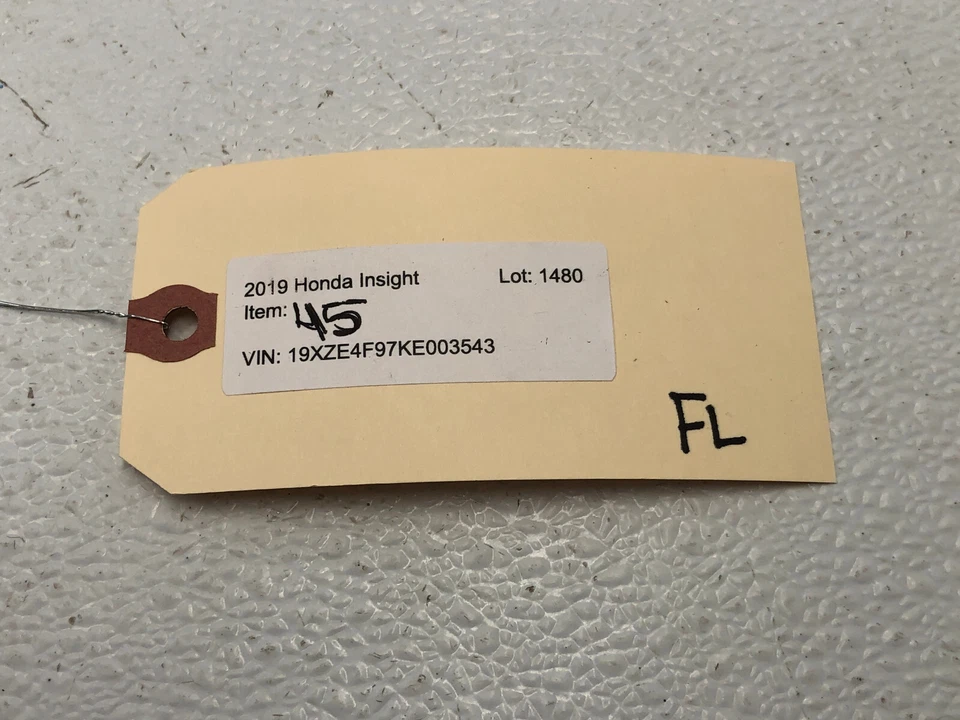 2019 Honda Insight Lot: 1480
Item: 45
VIN: 19XZE4F97KE003543
FL